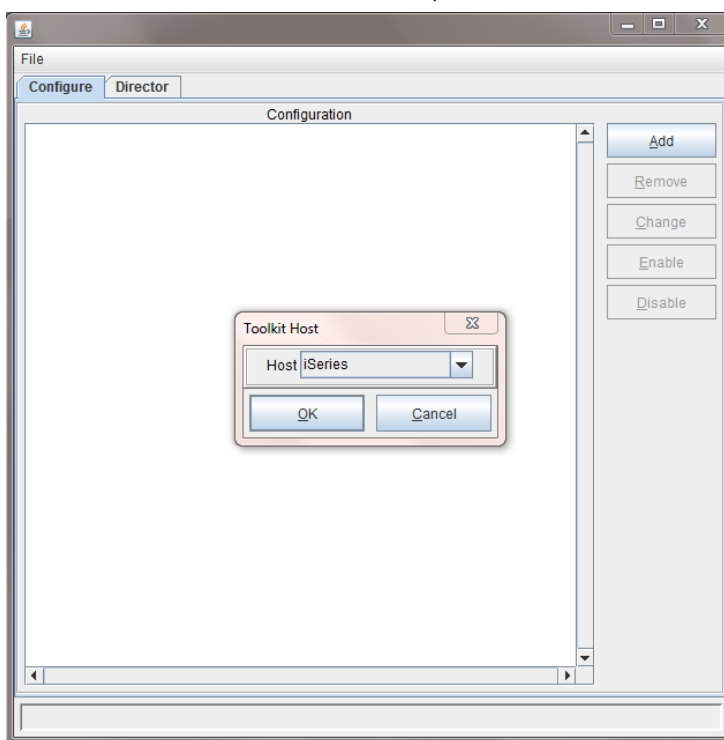 File
Configure Director
Configuration
Add
Remove
Change
Enable
Disable
Toolkit Host
Host iSeries
OK Cancel